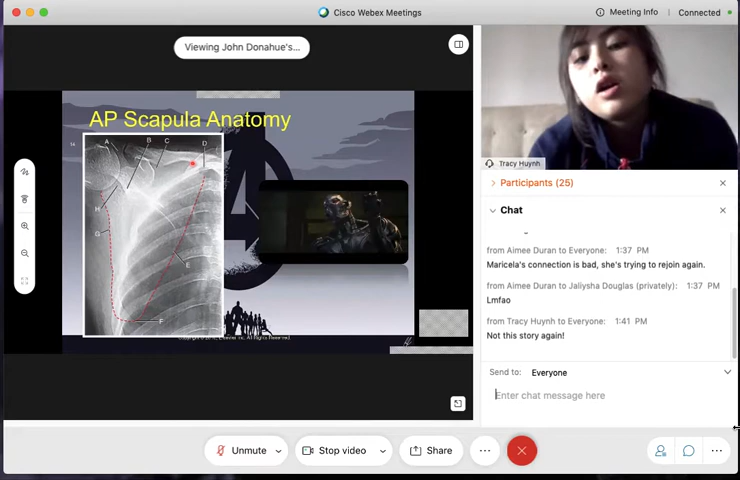 Cisco Webex Meetings
Meeting Info
Connected
Viewing John Donahue's...
AP Scapula Anatomy
14
A
B
C
D
H
G
E
F
Tracy Huynh
Participants (25)
Chat
from Aimee Duran to Everyone: 1:37 PM
Maricela's connection is bad, she's trying to rejoin again.
from Aimee Duran to Jaliysha Douglas (privately): 1:37 PM
Lmfao
from Tracy Huynh to Everyone: 1:41 PM
Not this story again!
Send to: Everyone
Enter chat message here
Unmute
Stop video
Share